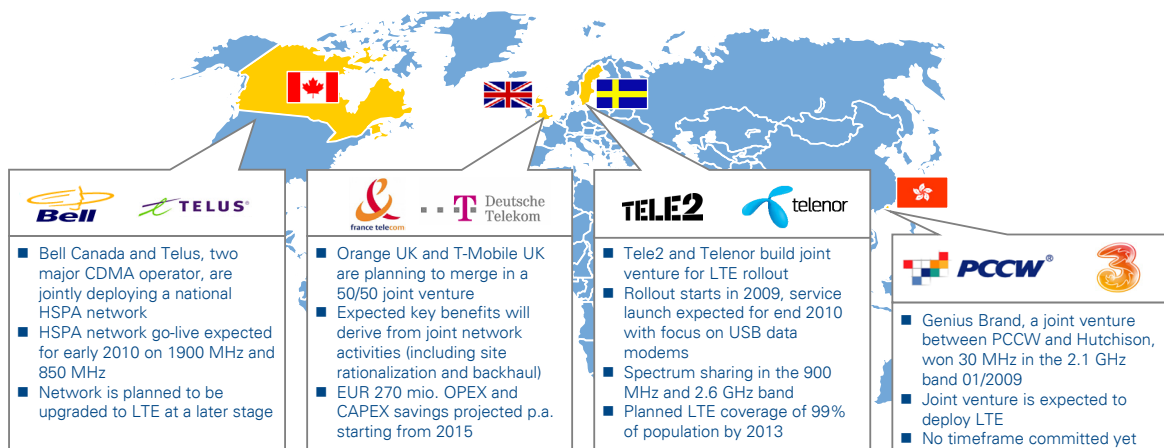 Bell
TELUS®
■ Bell Canada and Telus, two
major CDMA operator, are
jointly deploying a national
HSPA network
■ HSPA network go-live expected
for early 2010 on 1900 MHz and
850 MHz
■ Network is planned to be
upgraded to LTE at a later stage
france telecom
T Deutsche
Telekom
■ Orange UK and T-Mobile UK
are planning to merge in a
50/50 joint venture
■ Expected key benefits will
derive from joint network
activities (including site
rationalization and backhaul)
■ EUR 270 mio. OPEX and
CAPEX savings projected p.a.
starting from 2015
TELE2
telenor
■ Tele2 and Telenor build joint
venture for LTE rollout
■ Rollout starts in 2009, service
launch expected for end 2010
with focus on USB data
modems
■ Spectrum sharing in the 900
MHz and 2.6 GHz band
■ Planned LTE coverage of 99%
of population by 2013
PCCW®
3
■ Genius Brand, a joint venture
between PCCW and Hutchison,
won 30 MHz in the 2.1 GHz
band 01/2009
■ Joint venture is expected to
deploy LTE
■ No timeframe committed yet